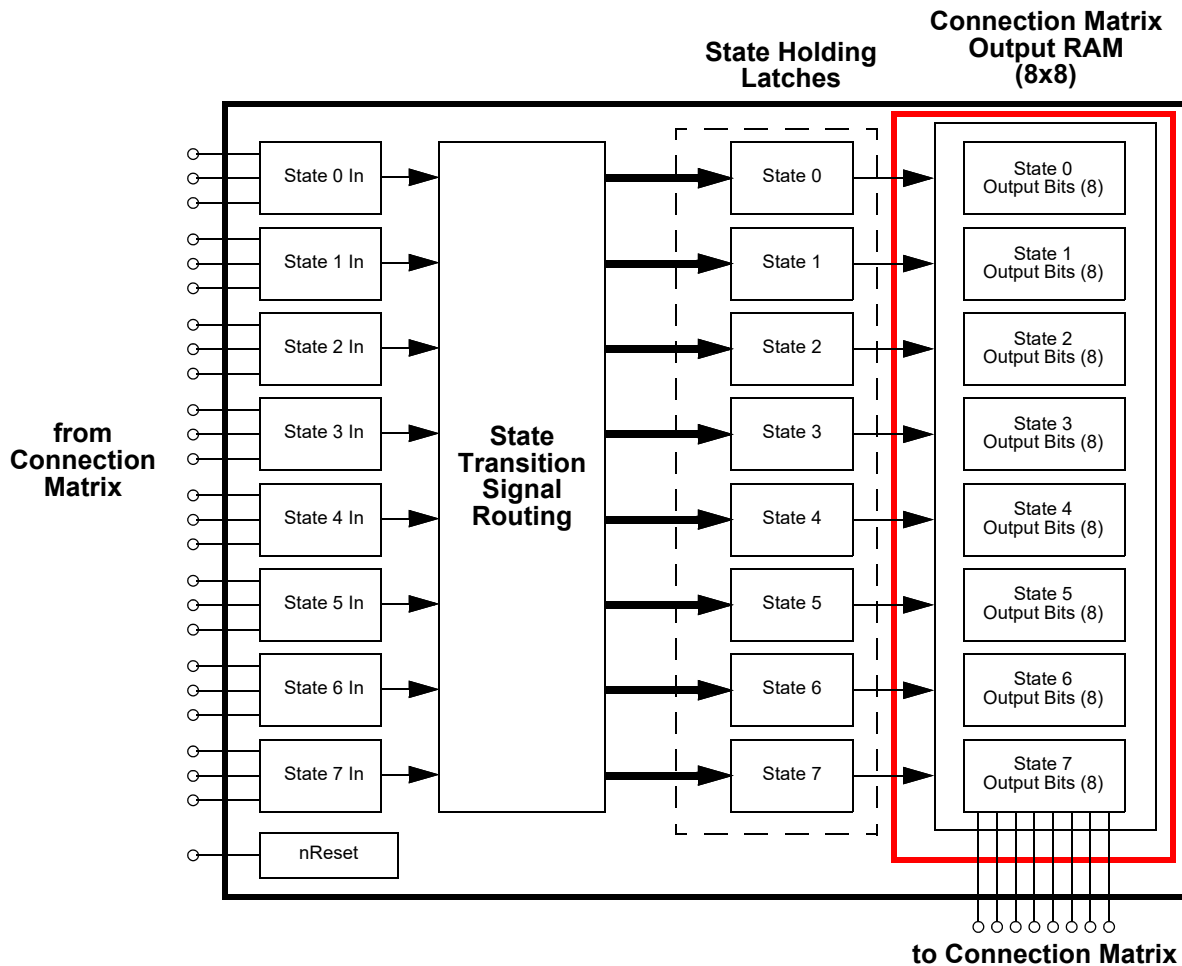 Connection Matrix
Output RAM
(8x8)
State Holding
Latches
from
Connection
Matrix
State 0 In
State 1 In
State 2 In
State 3 In
State 4 In
State 5 In
State 6 In
State 7 In
nReset
State
Transition
Signal
Routing
State 0
State 1
State 2
State 3
State 4
State 5
State 6
State 7
State 0
Output Bits (8)
State 1
Output Bits (8)
State 2
Output Bits (8)
State 3
Output Bits (8)
State 4
Output Bits (8)
State 5
Output Bits (8)
State 6
Output Bits (8)
State 7
Output Bits (8)
to Connection Matrix